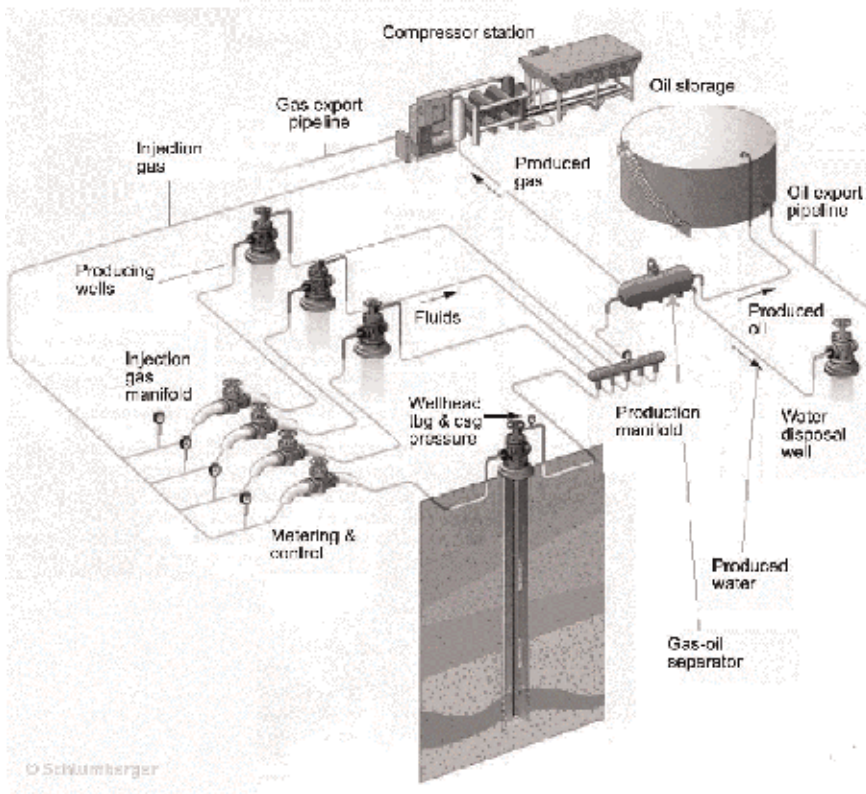 Compressor station
Oil storage
Gas export
pipeline
Injection
gas
Produced
gas
Oil export
pipeline
Producing
wells
Fluids
Produced
oil
Injection
gas
manifold
Wellhead
tbg & csg
pressure
Production
manifold
Water
disposal
well
Metering &
control
Produced
water
Gas-oil
separator
© Schlumberger